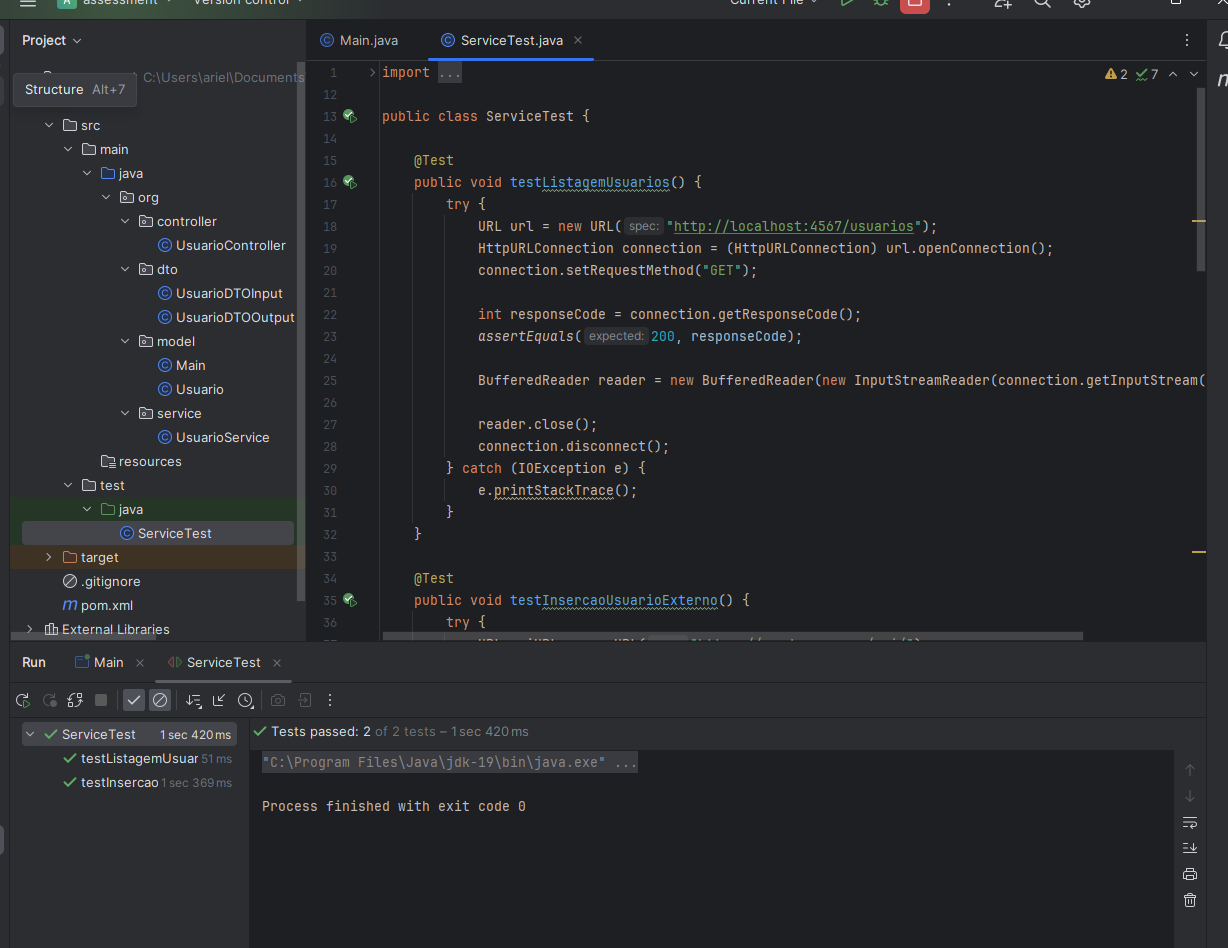 A assessment Version control Current File
Project
C:\Users\ariel\Documents
Structure Alt+7
src
main
java
org
controller
UsuarioController
dto
UsuarioDTOInput
UsuarioDTOOutput
model
Main
Usuario
service
UsuarioService
resources
test
java
ServiceTest
target
.gitignore
m pom.xml
External Libraries
Main.java ServiceTest.java
2 7
1 import ...
12
13 public class ServiceTest {
14
15 @Test
16 public void testListagemUsuarios() {
17 try {
18 URL url = new URL( spec: "http://localhost:4567/usuarios");
19 HttpURLConnection connection = (HttpURLConnection) url.openConnection();
20 connection.setRequestMethod("GET");
21
22 int responseCode = connection.getResponseCode();
23 assertEquals( expected: 200, responseCode);
24
25 BufferedReader reader = new BufferedReader(new InputStreamReader(connection.getInputStream(
26
27 reader.close();
28 connection.disconnect();
29 } catch (IOException e) {
30 e.printStackTrace();
31 }
32 }
33
34 @Test
35 public void testInsercaoUsuarioExterno() {
36 try {
m
Run Main ServiceTest
ServiceTest 1 sec 420 ms
testListagemUsuar 51 ms
testInsercao 1 sec 369 ms
Tests passed: 2 of 2 tests – 1 sec 420 ms
"C:\Program Files\Java\jdk-19\bin\java.exe" ...
Process finished with exit code 0